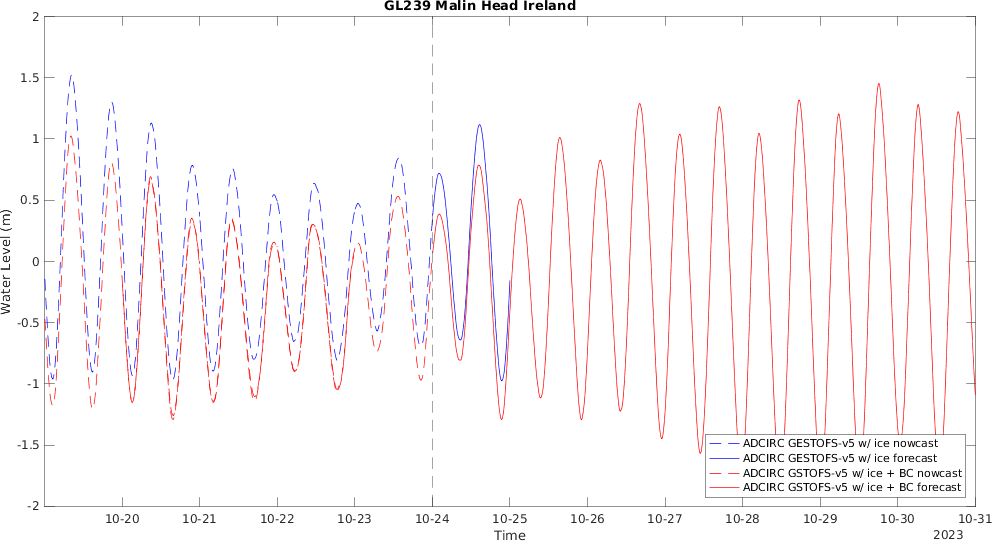 GL239 Malin Head Ireland
2
1.5
1
0.5
0
-0.5
-1
-1.5
-2
Water Level (m)
ADCIRC GESTOFS-v5 w/ ice nowcast
ADCIRC GESTOFS-v5 w/ ice forecast
ADCIRC GSTOFS-v5 w/ ice + BC nowcast
ADCIRC GSTOFS-v5 w/ ice + BC forecast
10-20 10-21 10-22 10-23 10-24 10-25 10-26 10-27 10-28 10-29 10-30 10-31
Time
2023